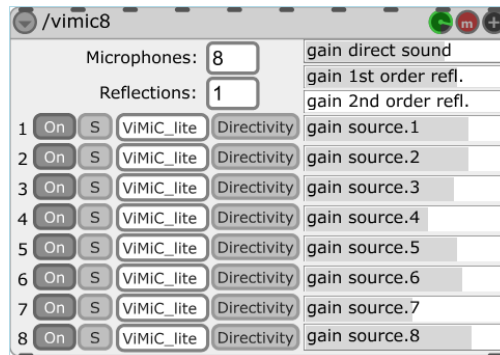 /vimic8 m +
Microphones: 8
Reflections: 1
gain direct sound
gain 1st order refl.
gain 2nd order refl.
1 On S ViMiC_lite Directivity gain source.1
2 On S ViMiC_lite Directivity gain source.2
3 On S ViMiC_lite Directivity gain source.3
4 On S ViMiC_lite Directivity gain source.4
5 On S ViMiC_lite Directivity gain source.5
6 On S ViMiC_lite Directivity gain source.6
7 On S ViMiC_lite Directivity gain source.7
8 On S ViMiC_lite Directivity gain source.8